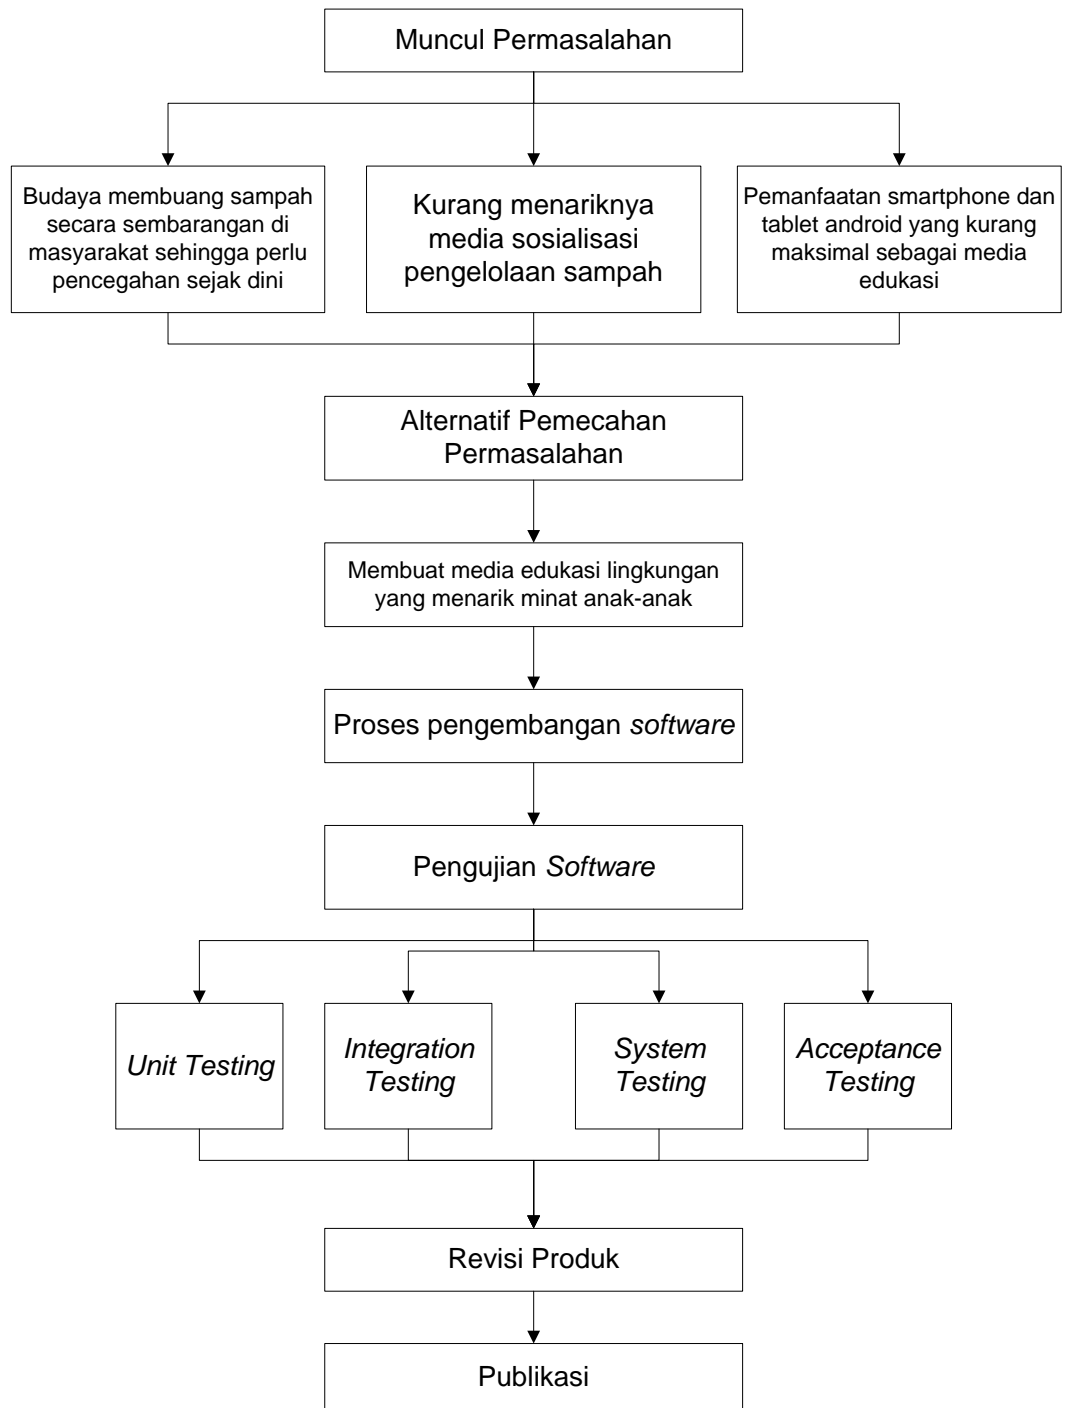 Muncul Permasalahan
Budaya membuang sampah
secara sembarangan di
masyarakat sehingga perlu
pencegahan sejak dini
Kurang menariknya
media sosialisasi
pengelolaan sampah
Pemanfaatan smartphone dan
tablet android yang kurang
maksimal sebagai media
edukasi
Alternatif Pemecahan
Permasalahan
Membuat media edukasi lingkungan
yang menarik minat anak-anak
Proses pengembangan software
Pengujian Software
Unit Testing
Integration
Testing
System
Testing
Acceptance
Testing
Revisi Produk
Publikasi